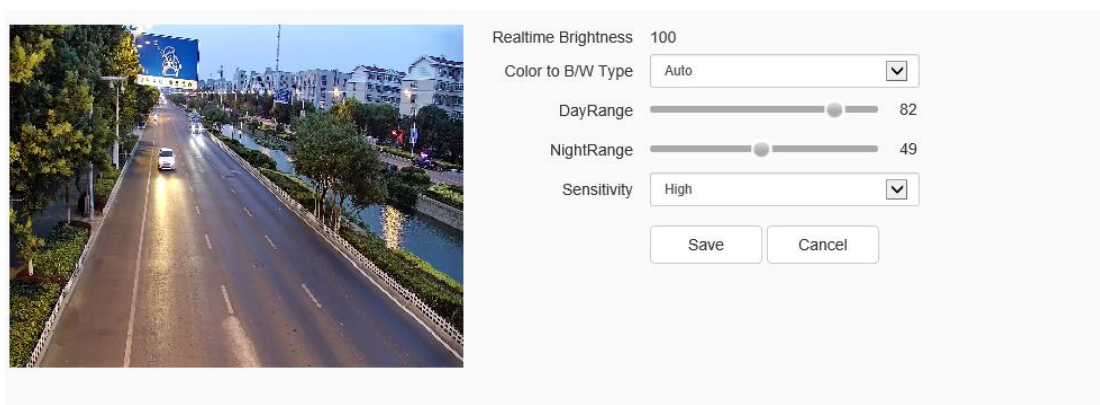 Realtime Brightness 100
Color to B/W Type Auto
DayRange 82
NightRange 49
Sensitivity High
Save Cancel